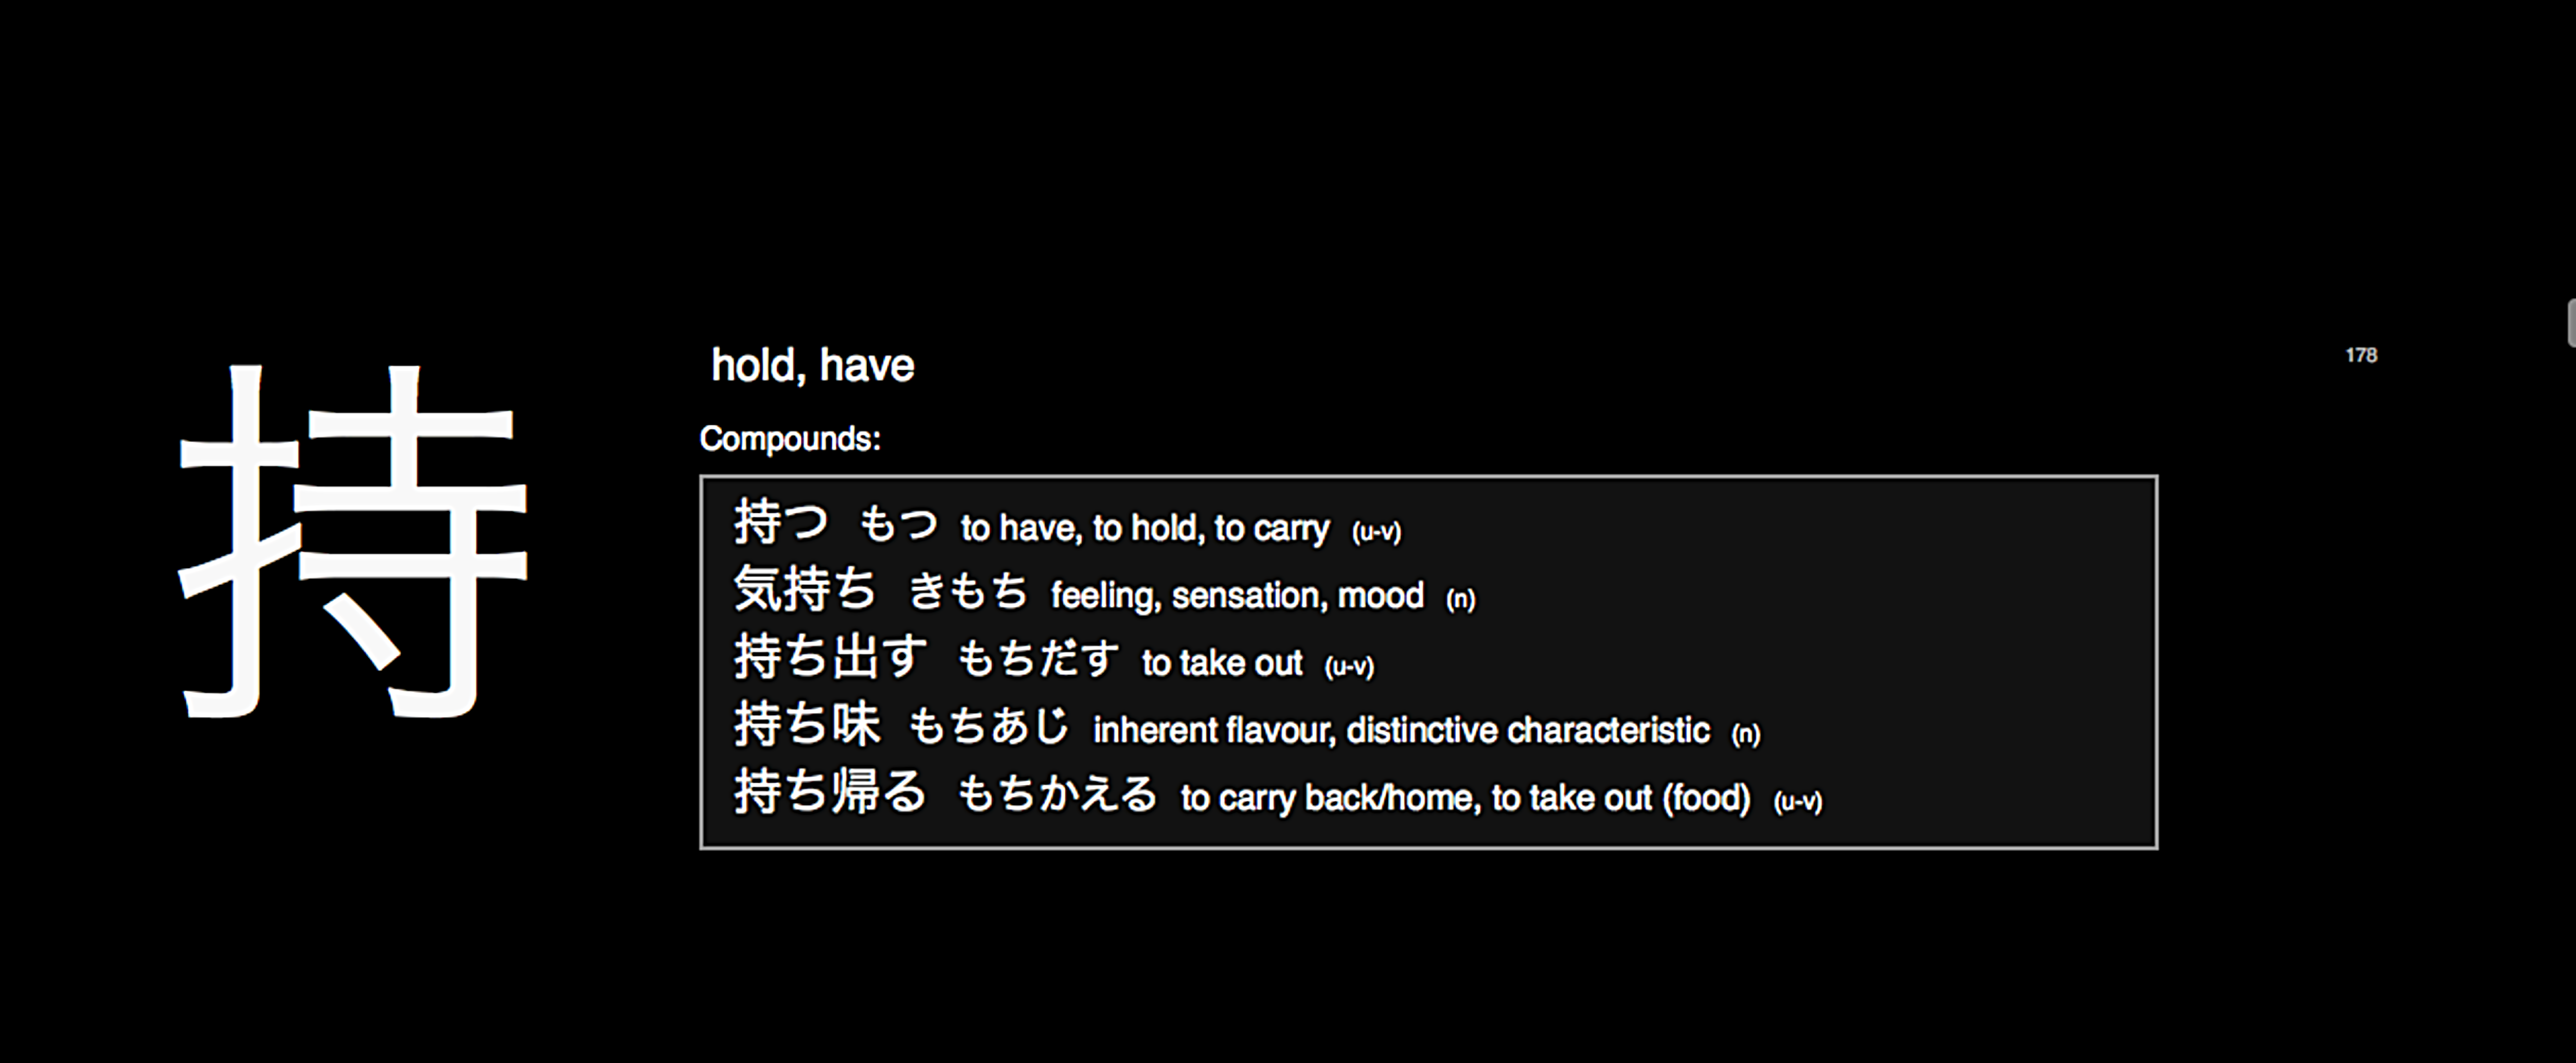 持
hold, have
178
Compounds:
持つ もつ to have, to hold, to carry (u-v)
気持ち きもち feeling, sensation, mood (n)
持ち出す もちだす to take out (u-v)
持ち味 もちあじ inherent flavour, distinctive characteristic (n)
持ち帰る もちかえる to carry back/home, to take out (food) (u-v)